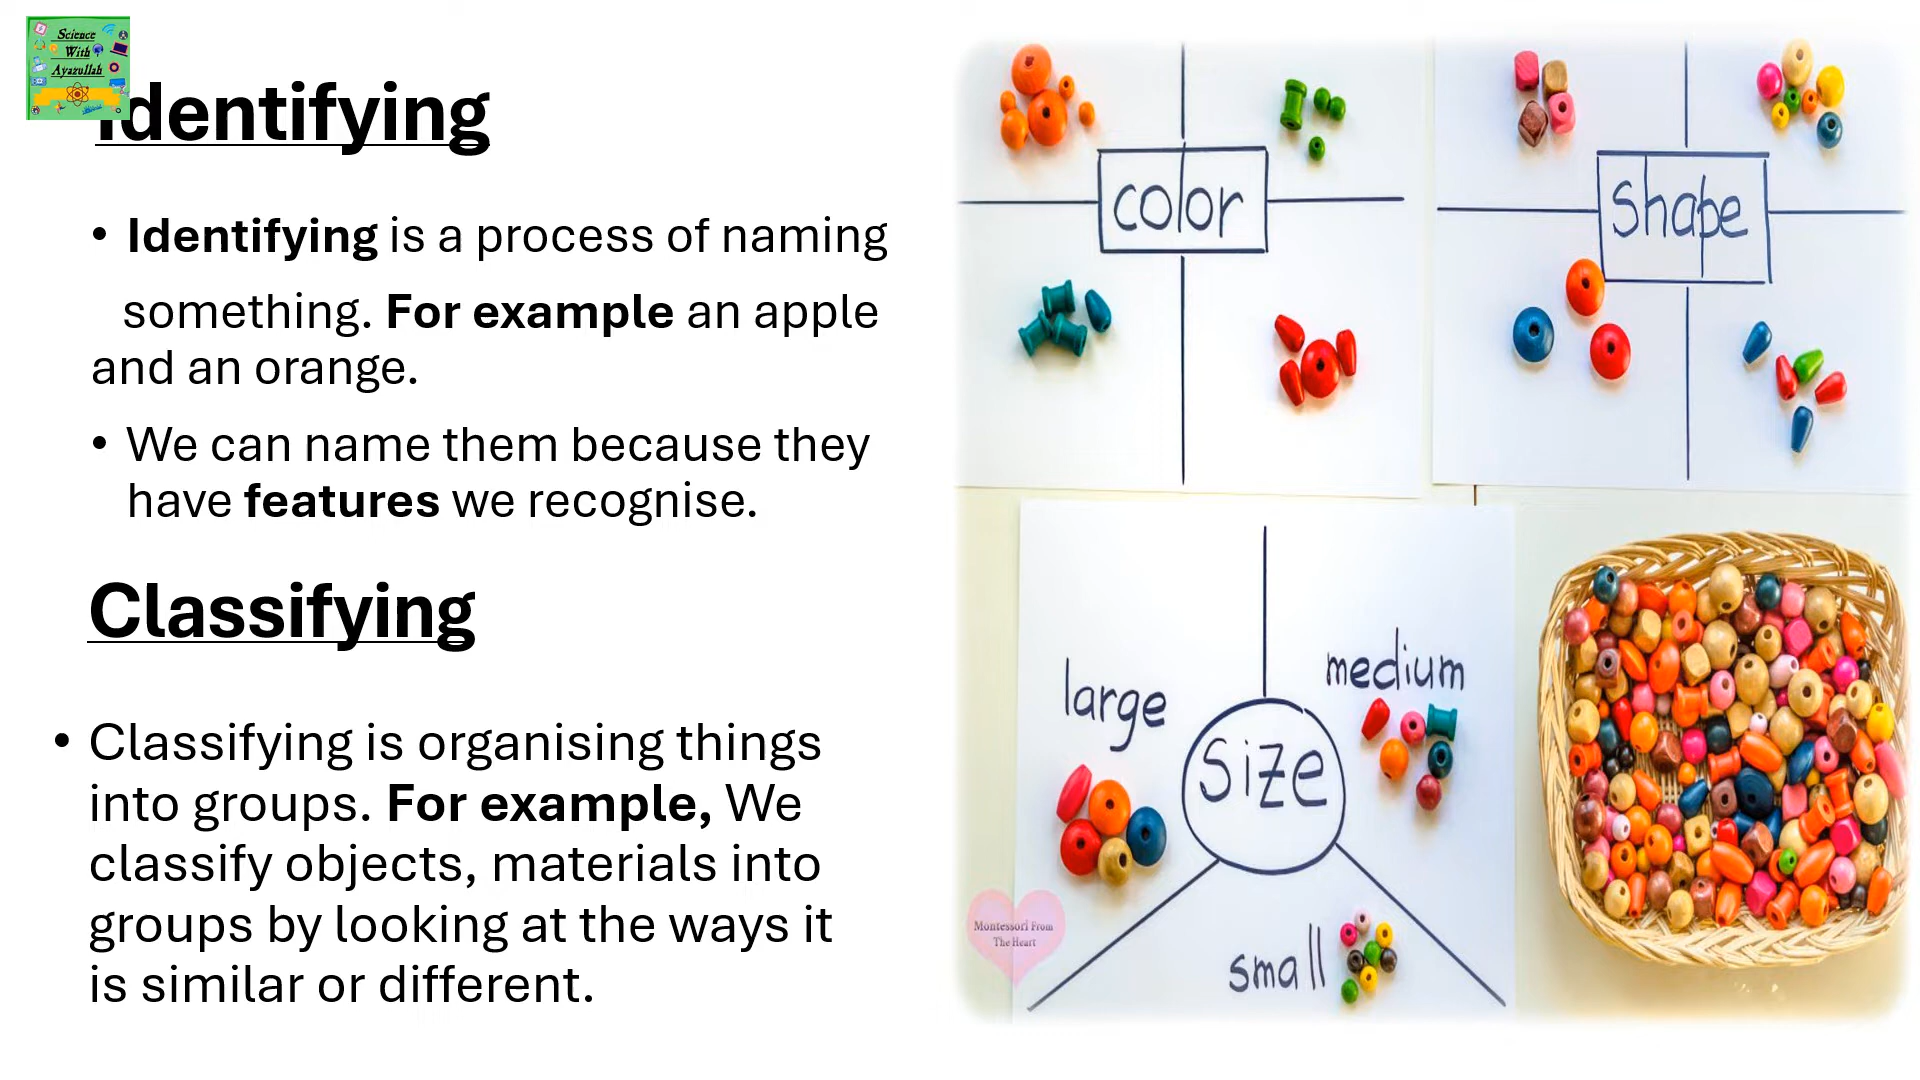 Science
With
Ayazullah
Identifying
• Identifying is a process of naming
something. For example an apple
and an orange.
• We can name them because they
have features we recognise.
Classifying
• Classifying is organising things
into groups. For example, We
classify objects, materials into
groups by looking at the ways it
is similar or different.
color
Shape
large
medium
Size
small
Montessori From
The Heart